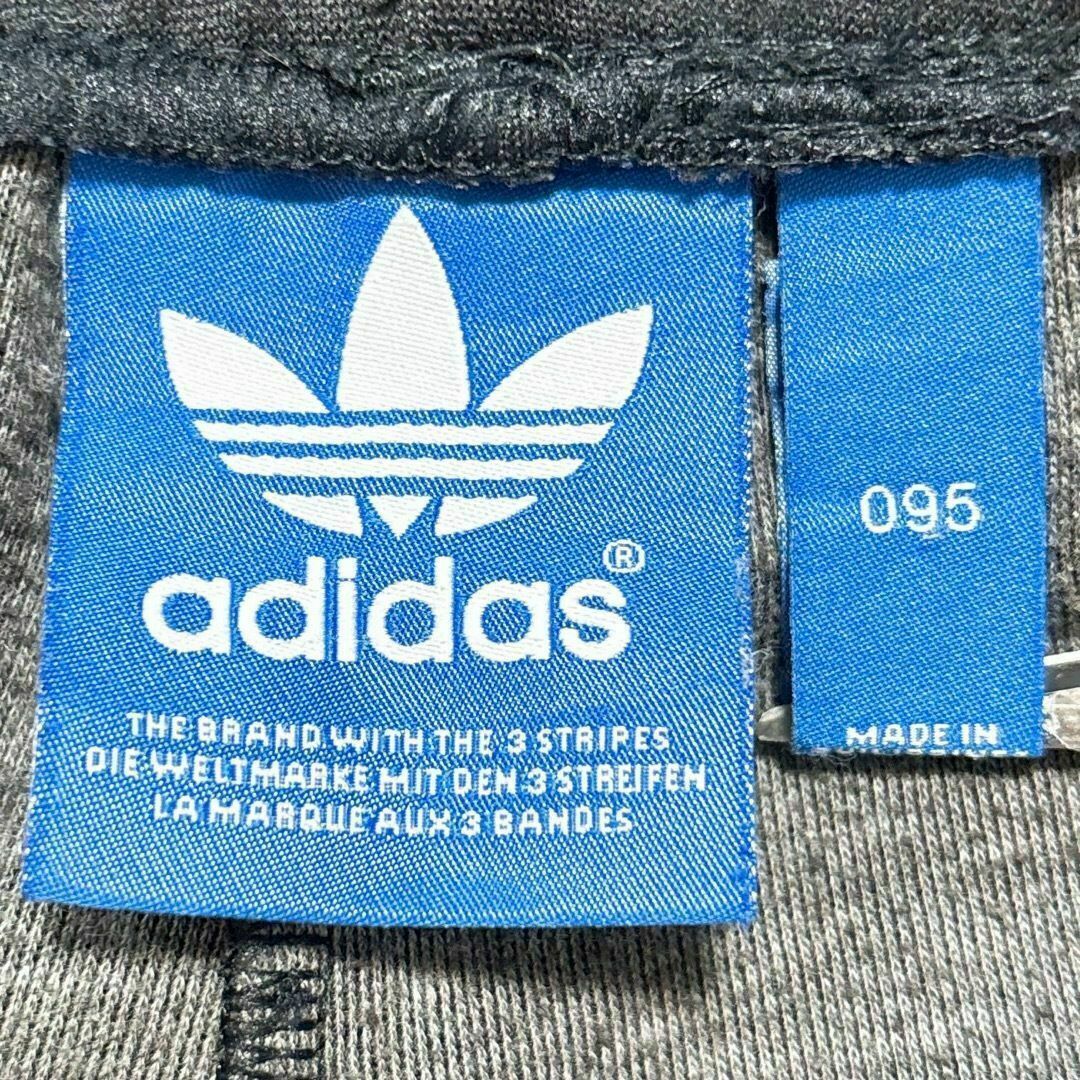 adidas®
THE BRAND WITH THE 3 STRIPES
DIE WELTMARKE MIT DEN 3 STREIFEN
LA MARQUE AUX 3 BANDES
095
MADE IN